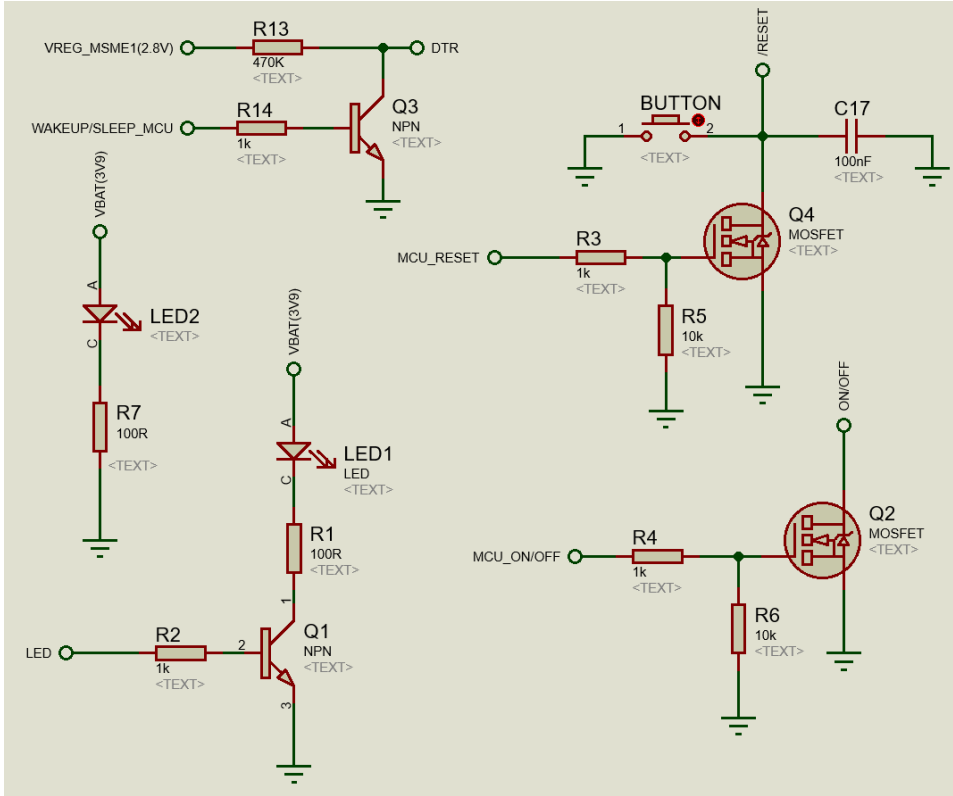 R13
VREG_MSME1(2.8V)
DTR
470K
<TEXT>
R14
Q3
NPN
<TEXT>
WAKEUP/SLEEP_MCU
1k
<TEXT>
/RESET
BUTTON
1
2
<TEXT>
C17
100nF
<TEXT>
Q4
MOSFET
<TEXT>
R3
MCU_RESET
1k
<TEXT>
R5
10k
<TEXT>
VBAT(3V9)
A
LED2
<TEXT>
C
R7
100R
<TEXT>
VBAT(3V9)
A
LED1
LED
<TEXT>
C
R1
100R
<TEXT>
1
Q1
NPN
<TEXT>
R2
2
LED
1k
<TEXT>
3
ON/OFF
Q2
MOSFET
<TEXT>
R4
MCU_ON/OFF
1k
<TEXT>
R6
10k
<TEXT>